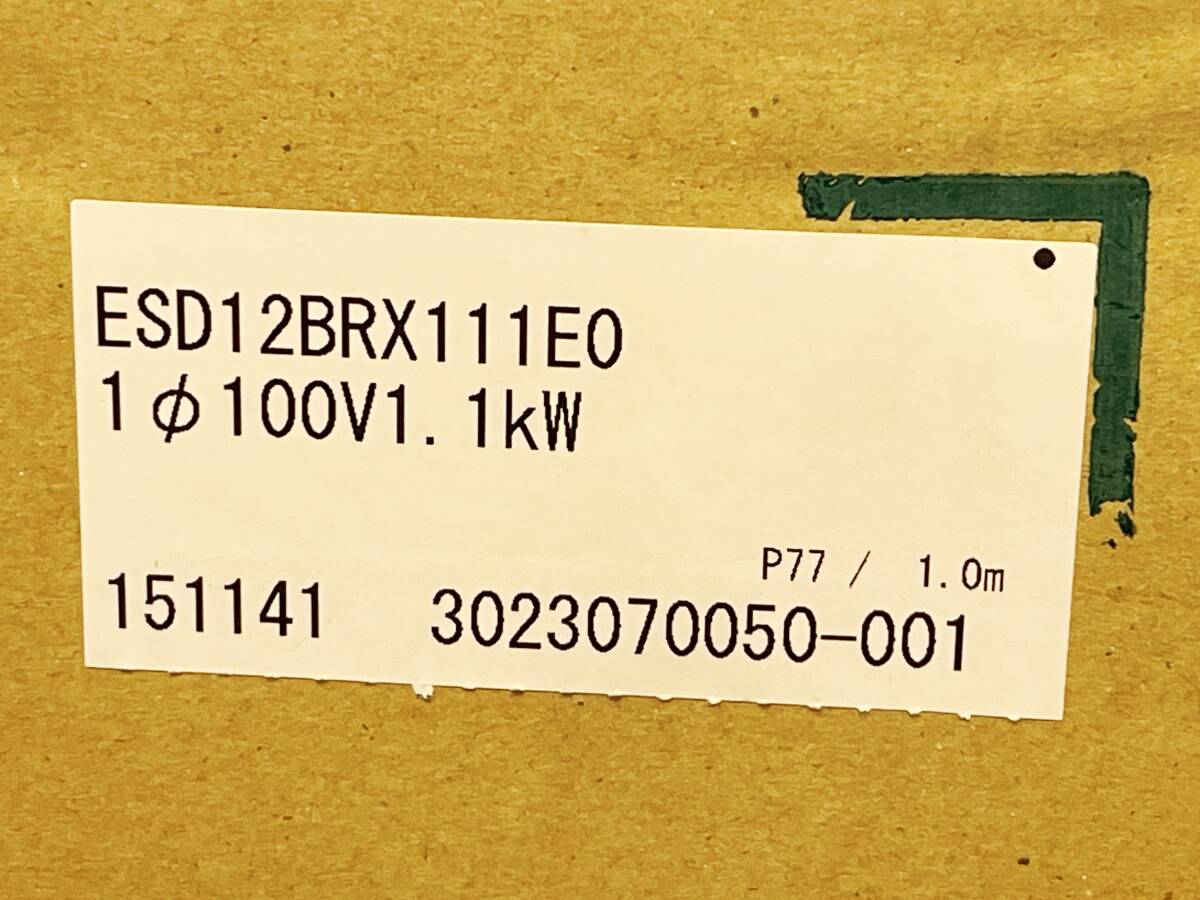 ESD12BRX111E0
1φ100V1.1kW
P77 / 1.0m
151141 3023070050-001